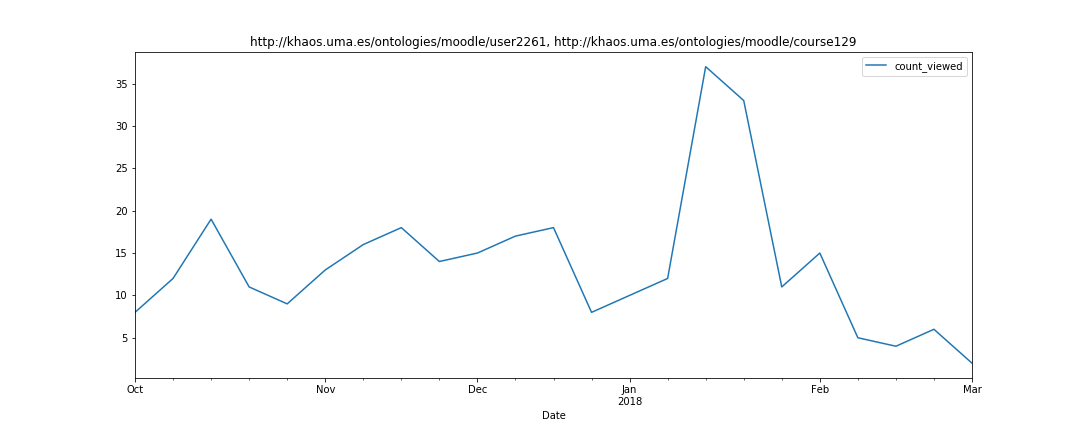 http://khaos.uma.es/ontologies/moodle/user2261, http://khaos.uma.es/ontologies/moodle/course129
count_viewed
35
30
25
20
15
10
5
Oct
Nov
Dec
Jan
2018
Feb
Mar
Date